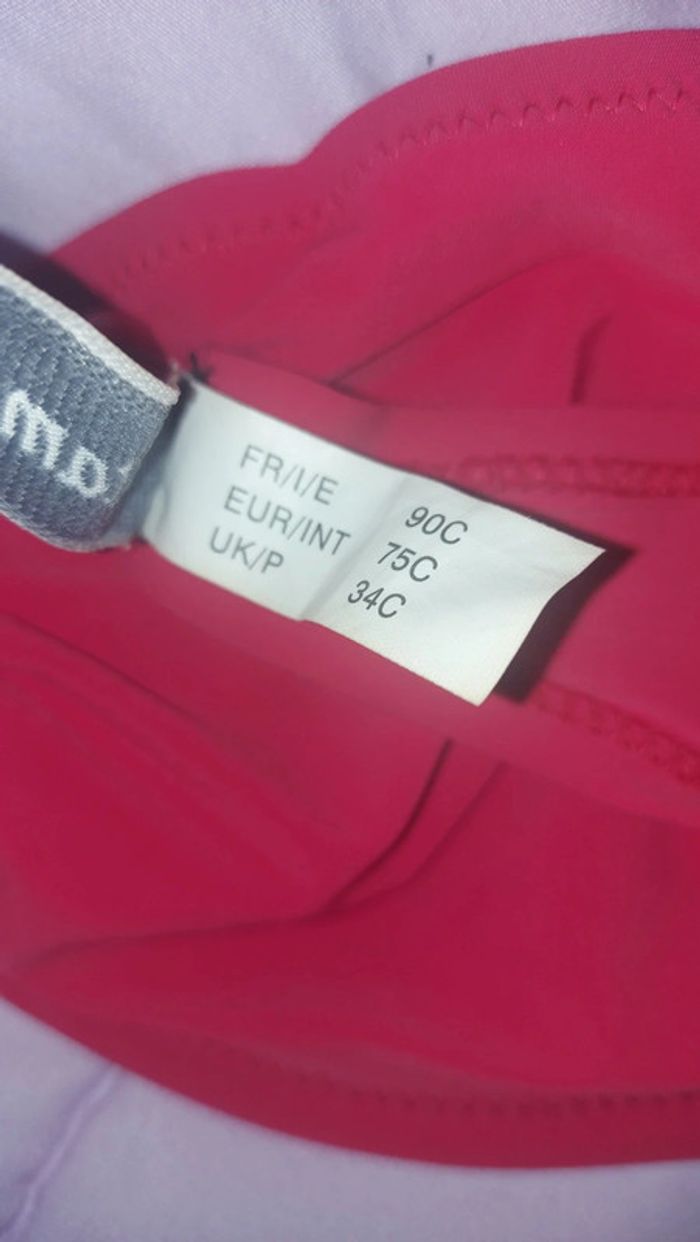 FR/I/E 90C
EUR/INT 75C
UK/P 34C